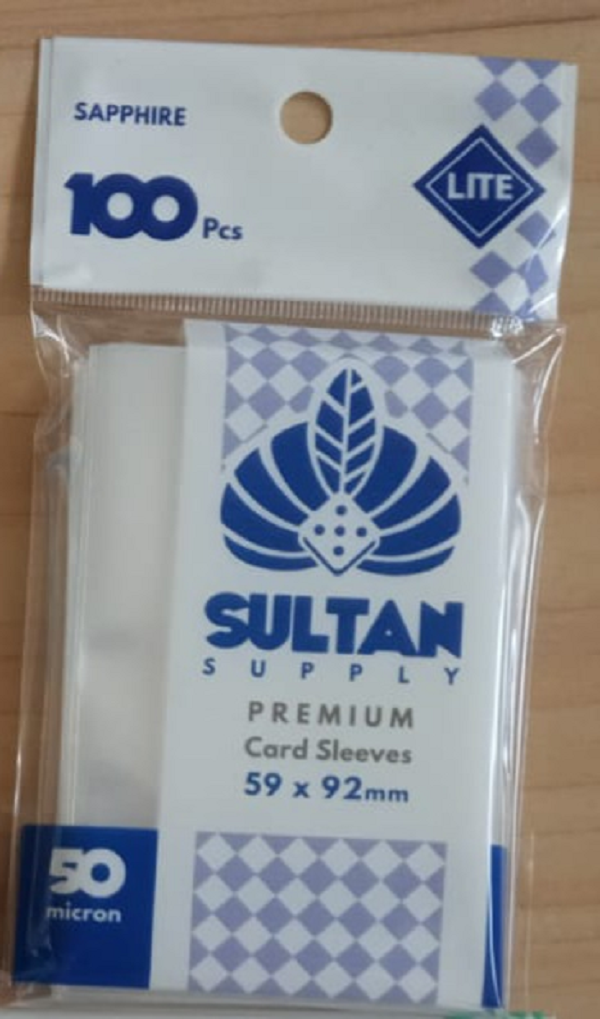 SAPPHIRE
100 Pcs
LITE
SULTAN
SUPPLY
PREMIUM
Card Sleeves
59 x 92mm
50
micron